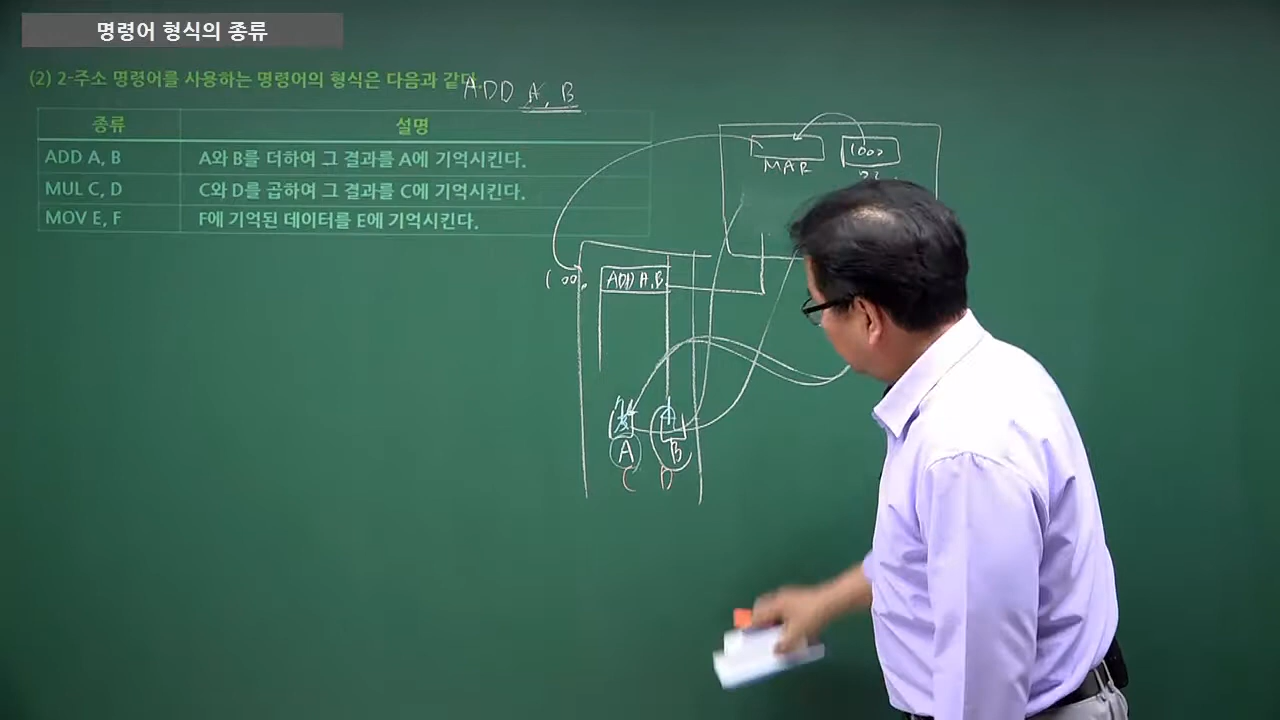 명령어 형식의 종류
(2) 2-주소 명령어를 사용하는 명령어의 형식은 다음과 같다.
ADD A, B
종류 설명
ADD A, B A와 B를 더하여 그 결과를 A에 기억시킨다.
MUL C, D C와 D를 곱하여 그 결과를 C에 기억시킨다.
MOV E, F F에 기억된 데이터를 E에 기억시킨다.
1000
MAR
ADD A, B
A B
C D